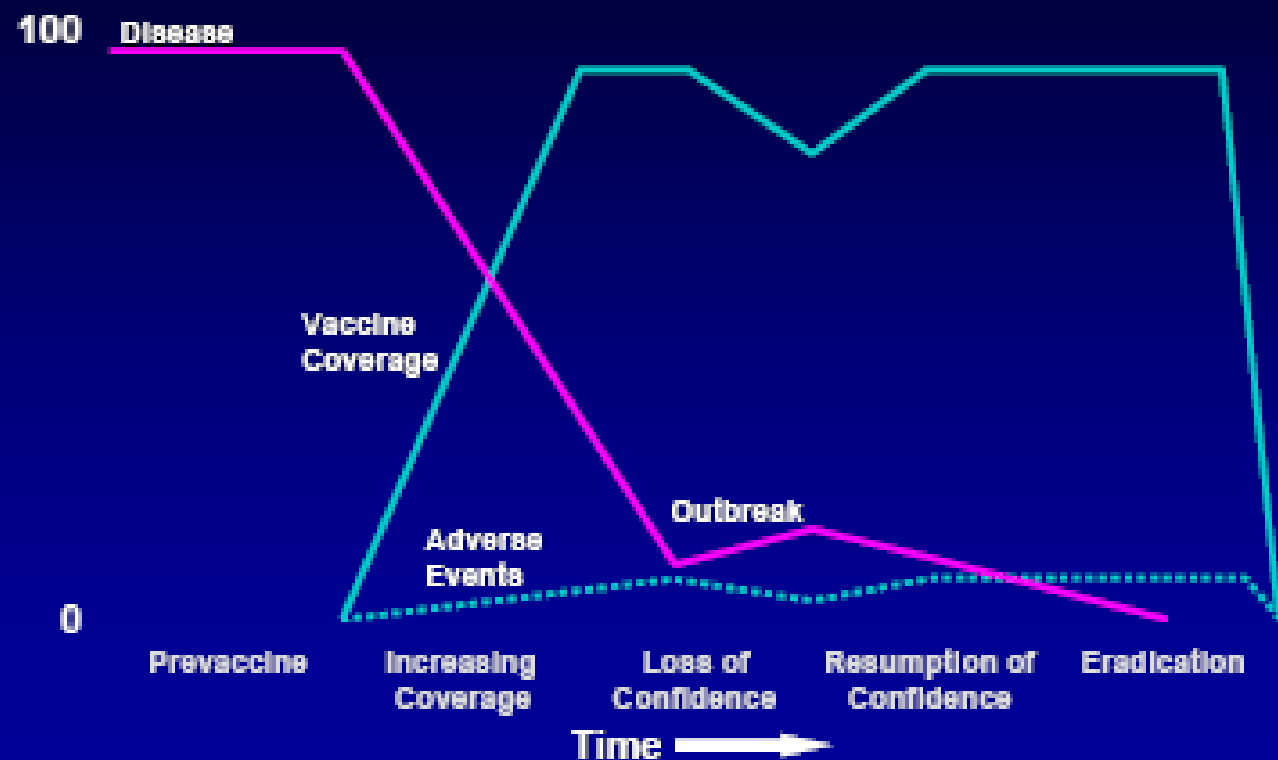 100
Disease
Vaccine
Coverage
Outbreak
Adverse
Events
0
Prevaccine
Increasing
Coverage
Loss of
Confidence
Resumption of
Confidence
Eradication
Time